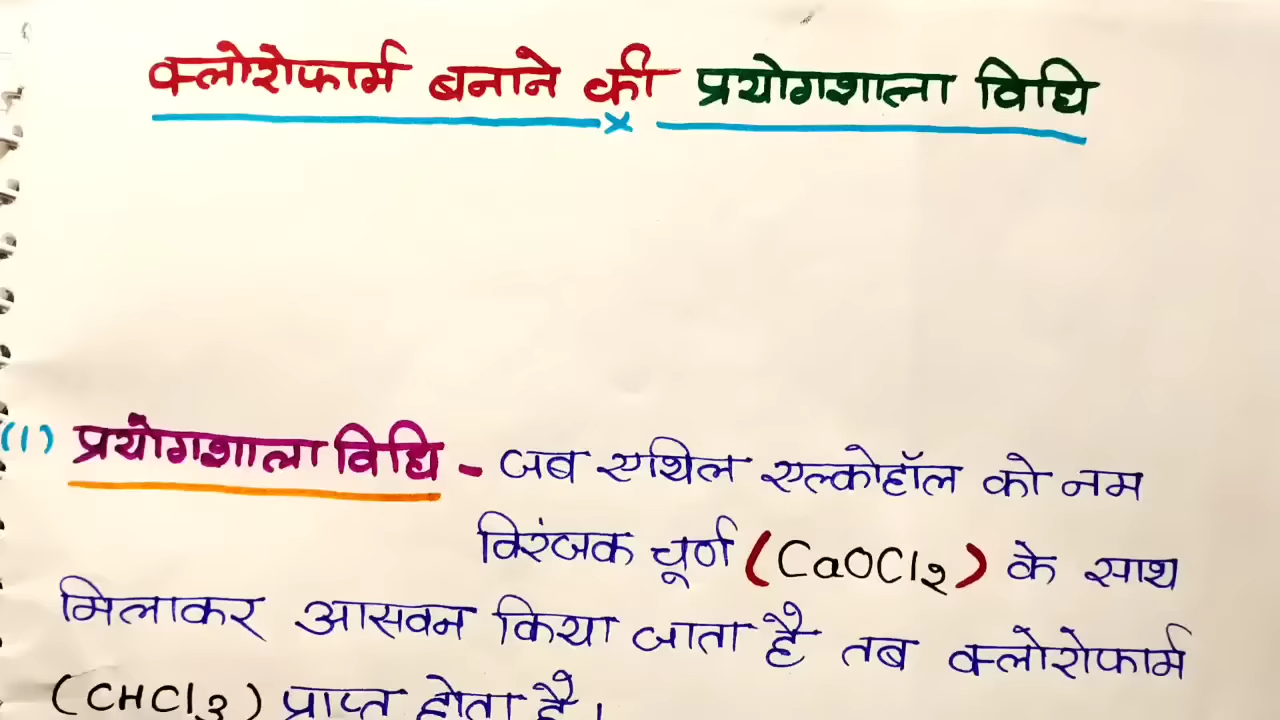 क्लोरोफार्म बनाने की प्रयोगशाला विधि
(1) प्रयोगशाला विधि - जब एथिल एल्कोहॉल को नम
विरंजक चूर्ण (CaOCl2) के साथ
मिलाकर आसवन किया जाता है तब क्लोरोफार्म
(CHCl3) प्राप्त होता है।